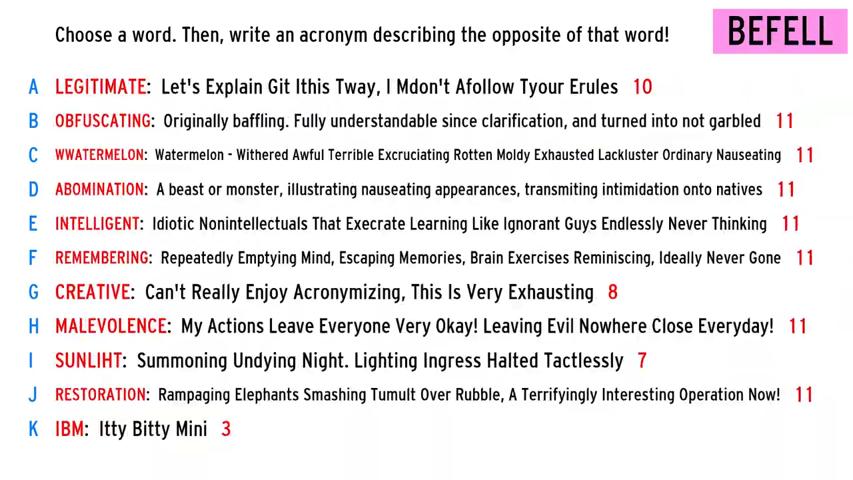 Choose a word. Then, write an acronym describing the opposite of that word!
BEFELL
A LEGITIMATE: Let's Explain Git Ithis Tway, I Mdon't Afollow Tyour Erules 10
B OBFUSCATING: Originally baffling. Fully understandable since clarification, and turned into not garbled 11
C WWATERMELON: Watermelon - Withered Awful Terrible Excruciating Rotten Moldy Exhausted Lackluster Ordinary Nauseating 11
D ABOMINATION: A beast or monster, illustrating nauseating appearances, transmiting intimidation onto natives 11
E INTELLIGENT: Idiotic Nonintellectuals That Execrate Learning Like Ignorant Guys Endlessly Never Thinking 11
F REMEMBERING: Repeatedly Emptying Mind, Escaping Memories, Brain Exercises Reminiscing, Ideally Never Gone 11
G CREATIVE: Can't Really Enjoy Acronymizing, This Is Very Exhausting 8
H MALEVOLENCE: My Actions Leave Everyone Very Okay! Leaving Evil Nowhere Close Everyday! 11
I SUNLIHT: Summoning Undying Night. Lighting Ingress Halted Tactlessly 7
J RESTORATION: Rampaging Elephants Smashing Tumult Over Rubble, A Terrifyingly Interesting Operation Now! 11
K IBM: Itty Bitty Mini 3